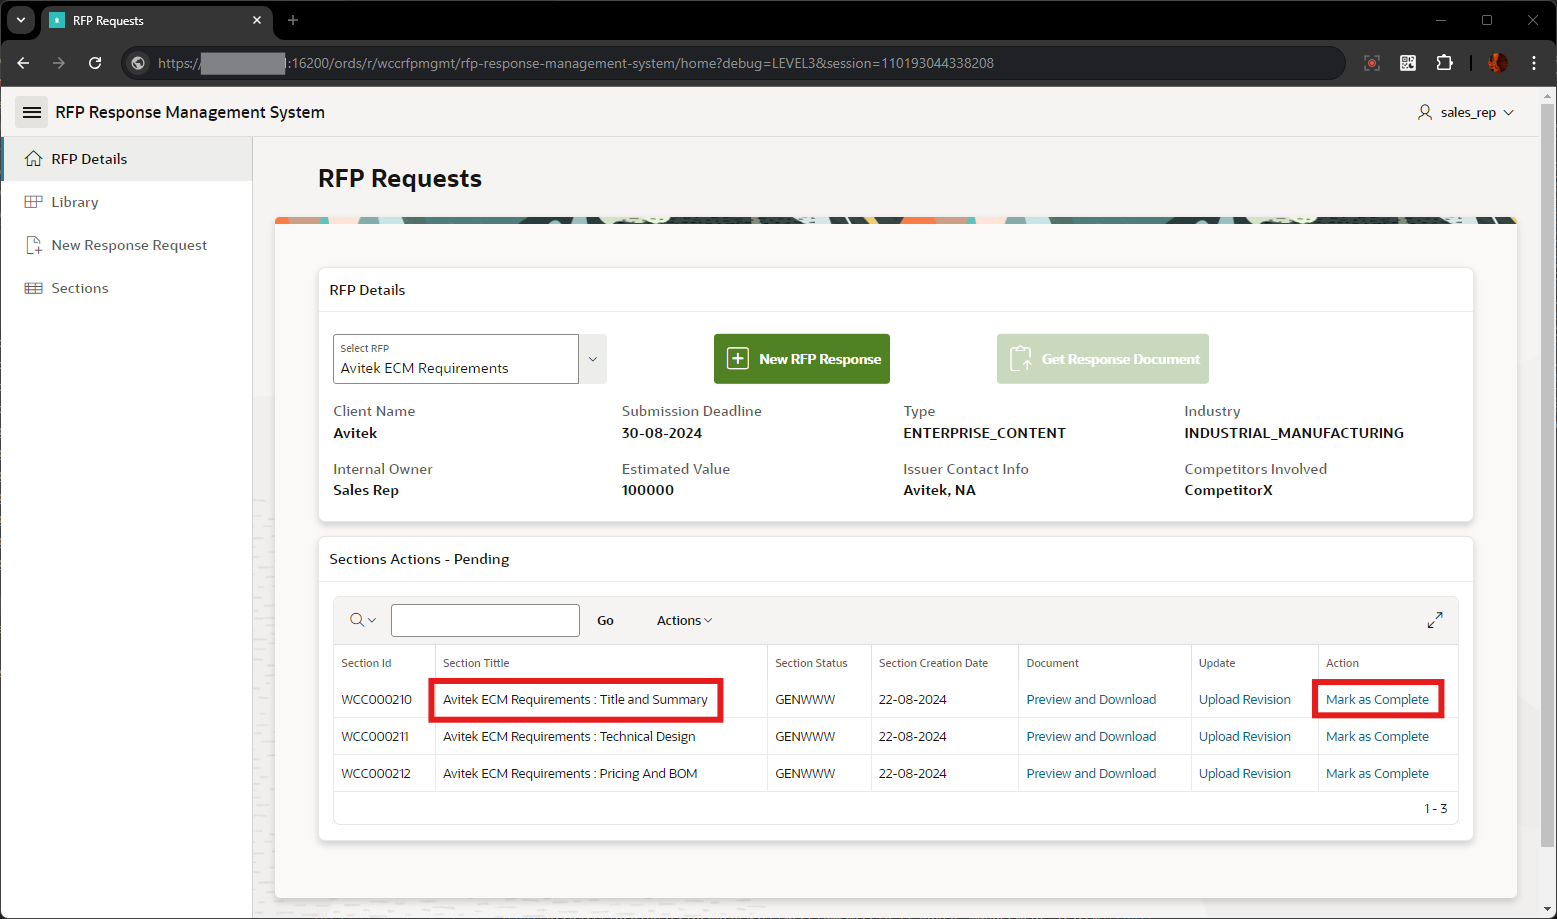 RFP Requests
https://
:16200/ords/r/wccrfpmgmt/rfp-response-management-system/home?debug=LEVEL3&session=110193044338208
RFP Response Management System
sales_rep
RFP Details
Library
New Response Request
Sections
RFP Requests
RFP Details
Select RFP
Avitek ECM Requirements
New RFP Response
Get Response Document
Client Name
Submission Deadline
Type
Industry
Avitek
30-08-2024
ENTERPRISE_CONTENT
INDUSTRIAL_MANUFACTURING
Internal Owner
Estimated Value
Issuer Contact Info
Competitors Involved
Sales Rep
100000
Avitek, NA
CompetitorX
Sections Actions - Pending
Go
Actions
Section Id
Section Tittle
Section Status
Section Creation Date
Document
Update
Action
WCC000210
Avitek ECM Requirements : Title and Summary
GENWWW
22-08-2024
Preview and Download
Upload Revision
Mark as Complete
WCC000211
Avitek ECM Requirements : Technical Design
GENWWW
22-08-2024
Preview and Download
Upload Revision
Mark as Complete
WCC000212
Avitek ECM Requirements : Pricing And BOM
GENWWW
22-08-2024
Preview and Download
Upload Revision
Mark as Complete
1 - 3